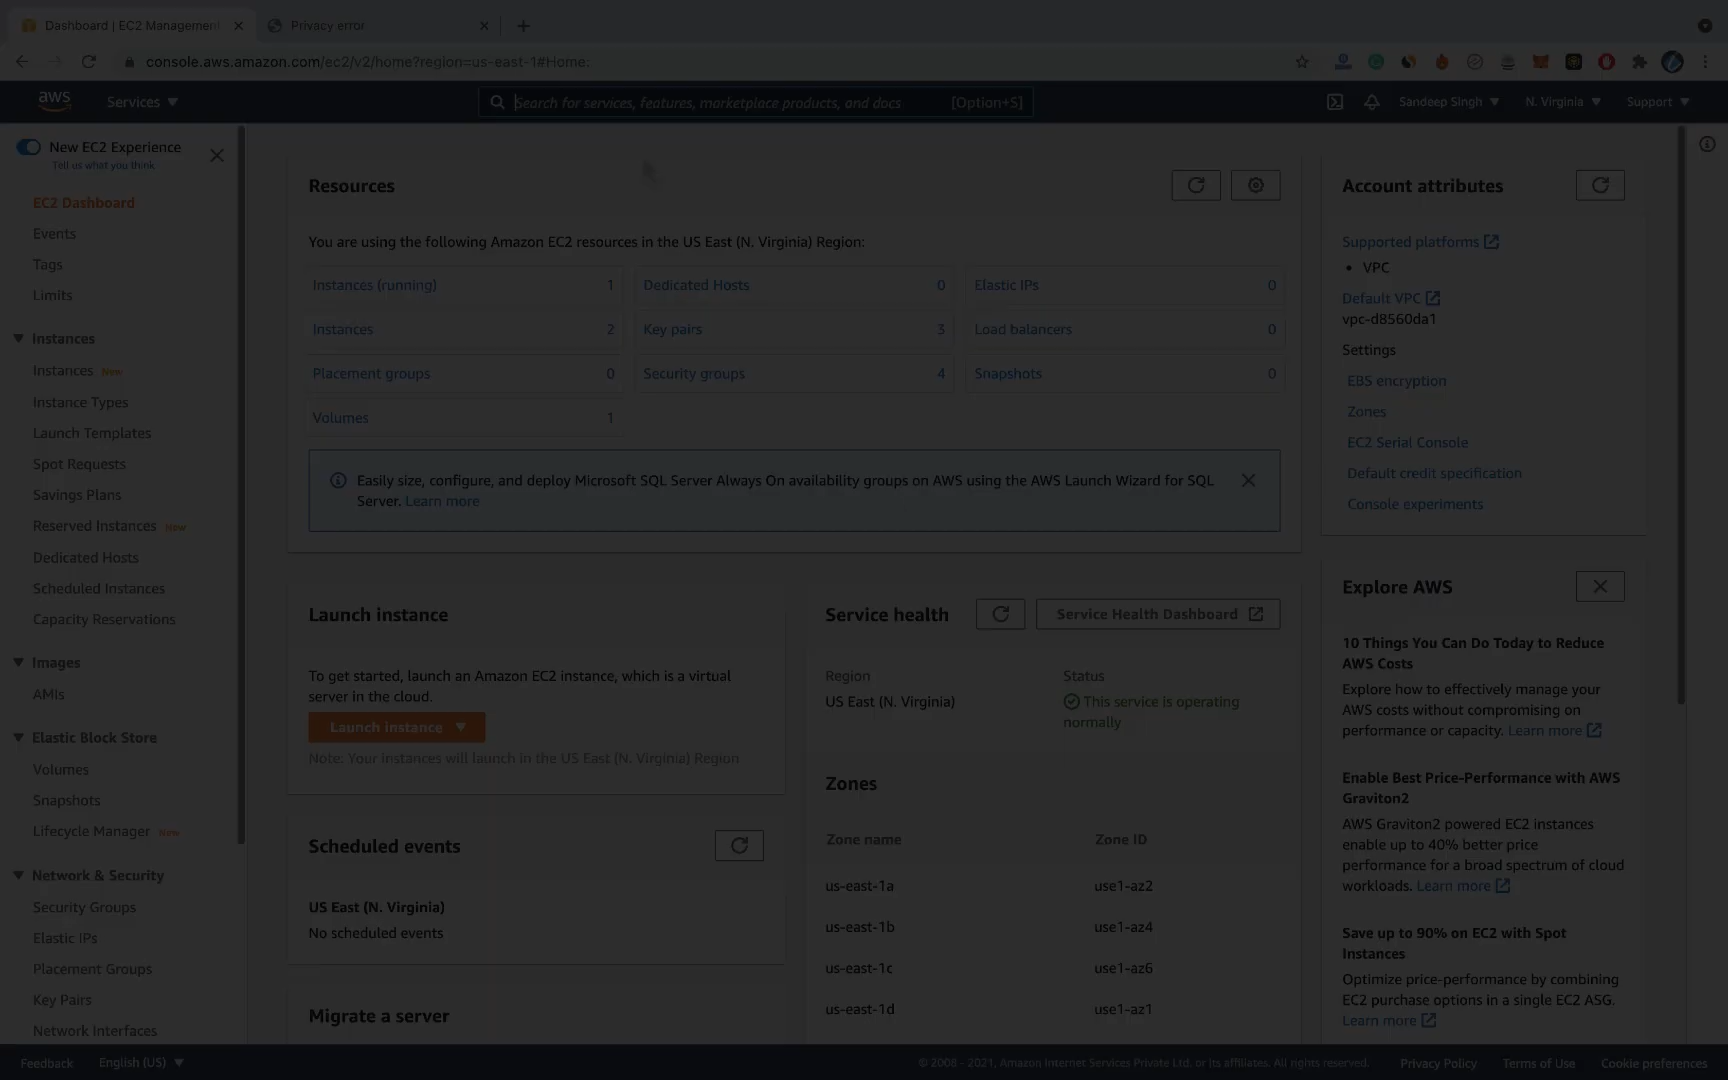 Dashboard | EC2 Management
Privacy error
console.aws.amazon.com/ec2/v2/home?region=us-east-1#Home:
aws
Services
Search for services, features, marketplace products, and docs
[Option+S]
Sandeep Singh
N. Virginia
Support
New EC2 Experience
Tell us what you think
EC2 Dashboard
Events
Tags
Limits
Instances
Instances New
Instance Types
Launch Templates
Spot Requests
Savings Plans
Reserved Instances New
Dedicated Hosts
Scheduled Instances
Capacity Reservations
Images
AMIs
Elastic Block Store
Volumes
Snapshots
Lifecycle Manager New
Network & Security
Security Groups
Elastic IPs
Placement Groups
Key Pairs
Network Interfaces
Resources
You are using the following Amazon EC2 resources in the US East (N. Virginia) Region:
Instances (running) 1
Dedicated Hosts 0
Elastic IPs 0
Instances 2
Key pairs 3
Load balancers 0
Placement groups 0
Security groups 4
Snapshots 0
Volumes 1
Easily size, configure, and deploy Microsoft SQL Server Always On availability groups on AWS using the AWS Launch Wizard for SQL
Server. Learn more
Launch instance
To get started, launch an Amazon EC2 instance, which is a virtual
server in the cloud.
Launch instance
Note: Your instances will launch in the US East (N. Virginia) Region
Scheduled events
US East (N. Virginia)
No scheduled events
Migrate a server
Service health
Service Health Dashboard
Region
Status
US East (N. Virginia)
This service is operating
normally
Zones
Zone name
Zone ID
us-east-1a
use1-az2
us-east-1b
use1-az4
us-east-1c
use1-az6
us-east-1d
use1-az1
Account attributes
Supported platforms
• VPC
Default VPC
vpc-d8560da1
Settings
EBS encryption
Zones
EC2 Serial Console
Default credit specification
Console experiments
Explore AWS
10 Things You Can Do Today to Reduce
AWS Costs
Explore how to effectively manage your
AWS costs without compromising on
performance or capacity. Learn more
Enable Best Price-Performance with AWS
Graviton2
AWS Graviton2 powered EC2 instances
enable up to 40% better price
performance for a broad spectrum of cloud
workloads. Learn more
Save up to 90% on EC2 with Spot
Instances
Optimize price-performance by combining
EC2 purchase options in a single EC2 ASG.
Learn more
Feedback
English (US)
© 2008 - 2021, Amazon Internet Services Private Ltd. or its affiliates. All rights reserved.
Privacy Policy
Terms of Use
Cookie preferences